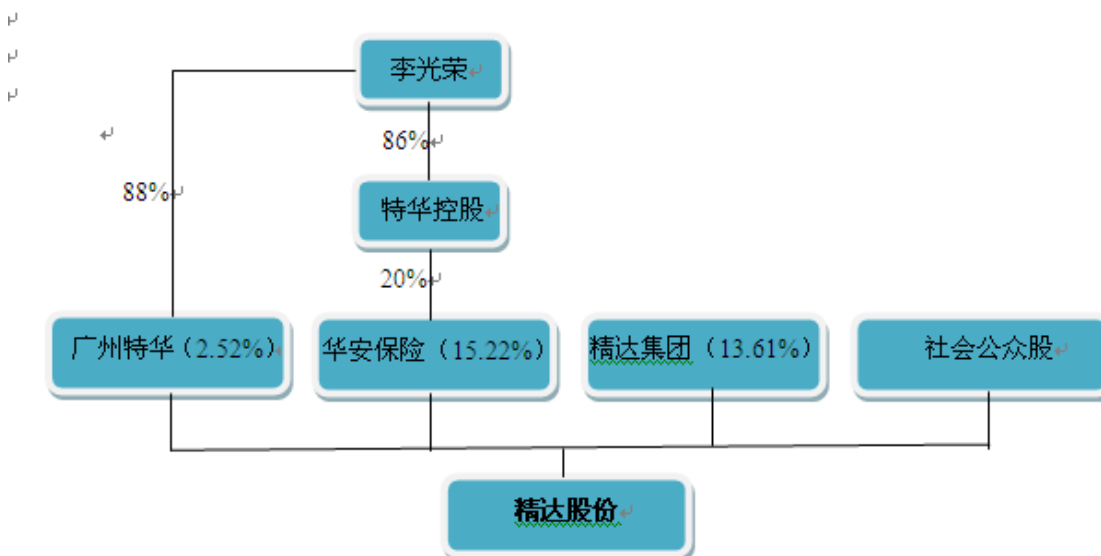 李光荣
86%
88%
特华控股
20%
广州特华（2.52%）
华安保险（15.22%）
精达集团（13.61%）
社会公众股
精达股份